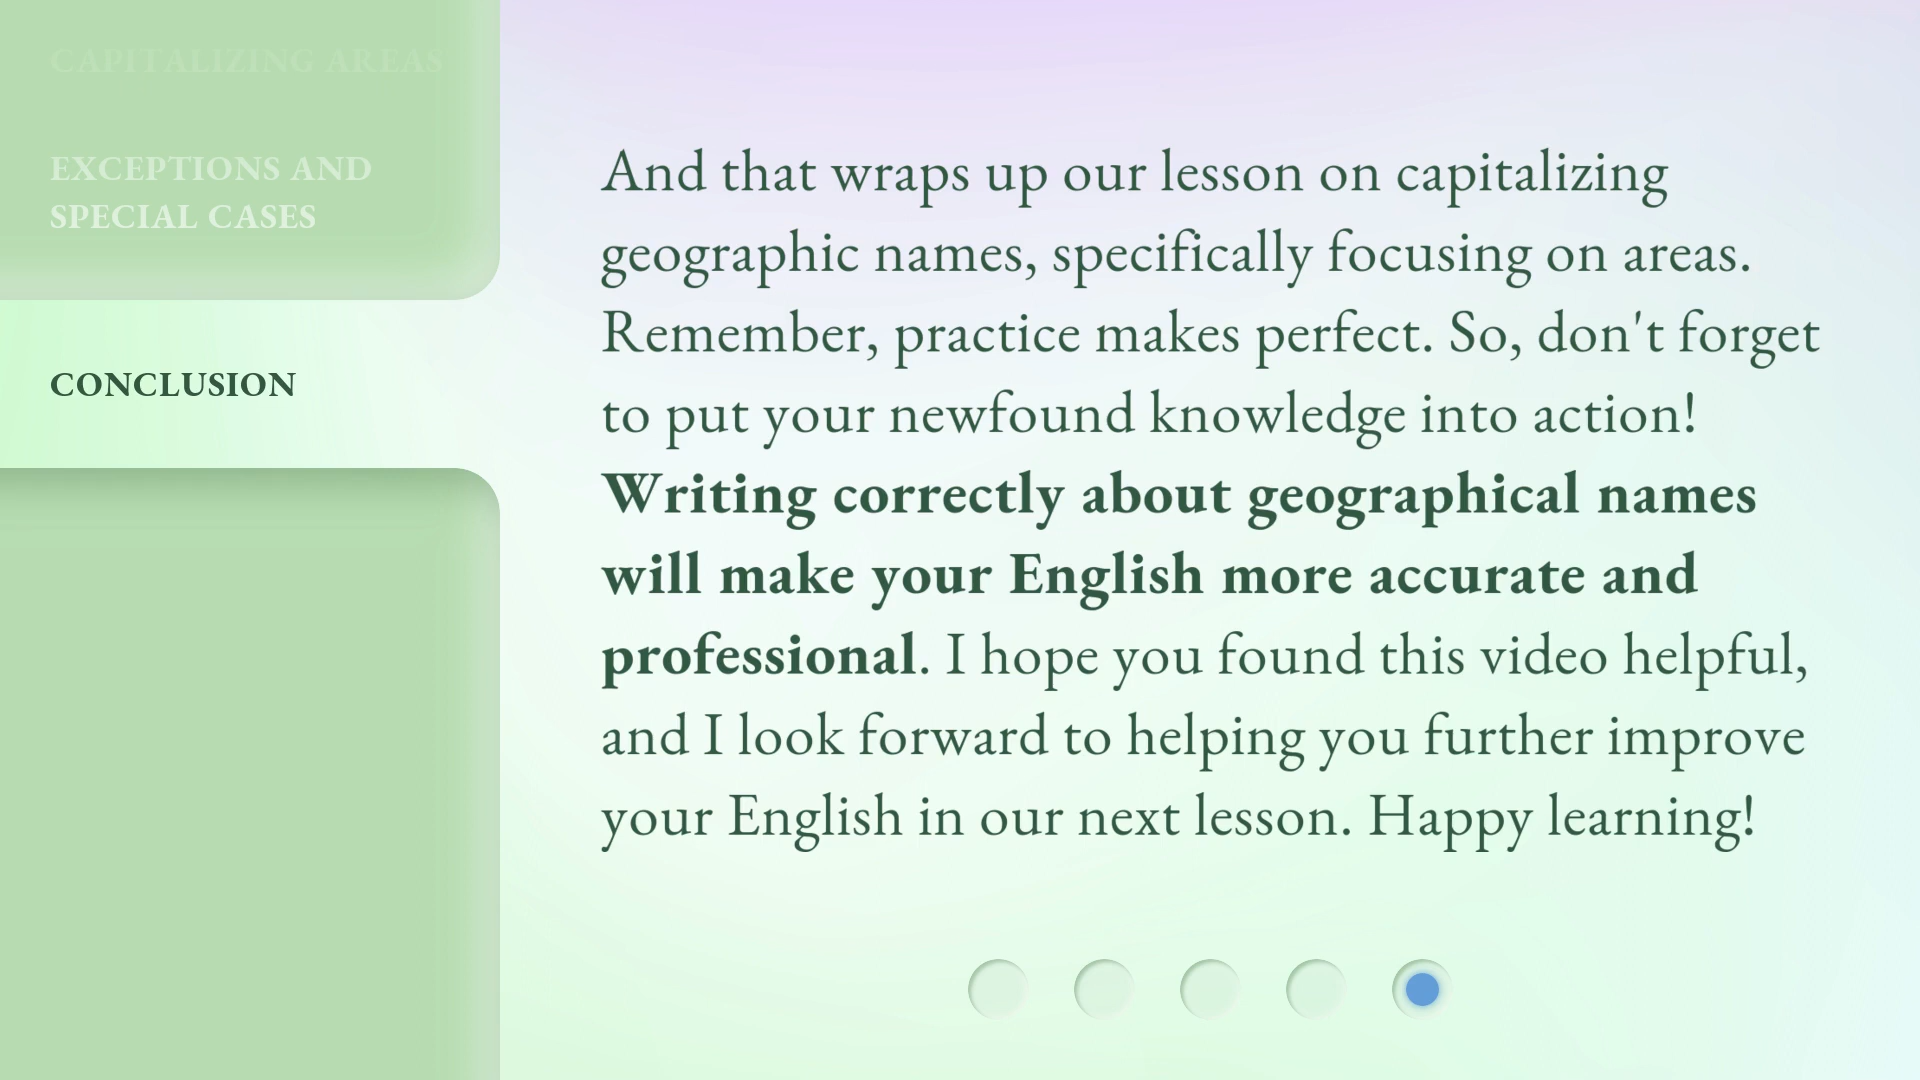 CAPITALIZING AREAS
EXCEPTIONS AND
SPECIAL CASES
CONCLUSION
And that wraps up our lesson on capitalizing
geographic names, specifically focusing on areas.
Remember, practice makes perfect. So, don't forget
to put your newfound knowledge into action!
Writing correctly about geographical names
will make your English more accurate and
professional. I hope you found this video helpful,
and I look forward to helping you further improve
your English in our next lesson. Happy learning!